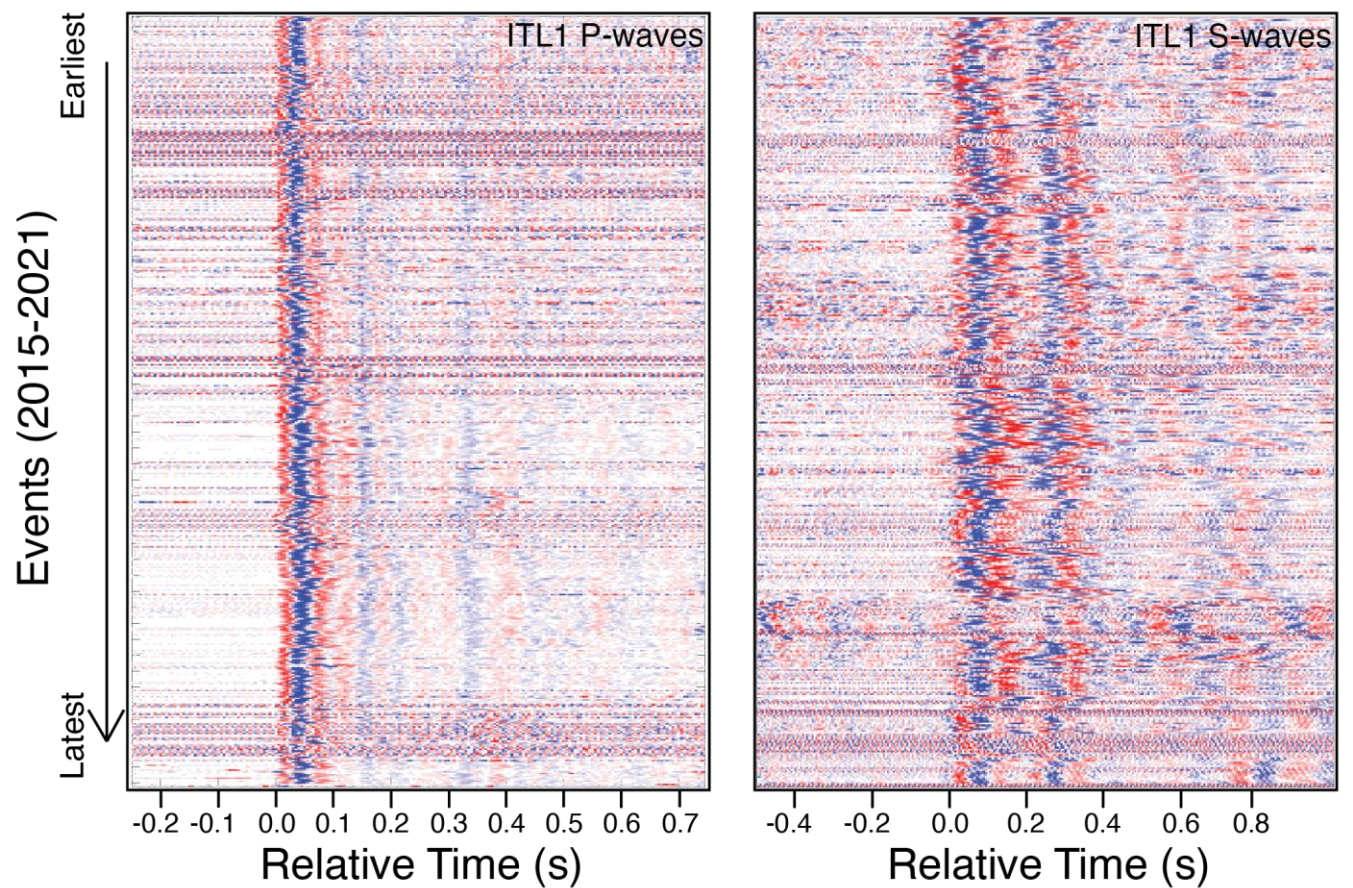 Earliest
Events (2015-2021)
Latest
ITL1 P-waves
-0.2 -0.1 0.0 0.1 0.2 0.3 0.4 0.5 0.6 0.7
Relative Time (s)
ITL1 S-waves
-0.4 -0.2 0.0 0.2 0.4 0.6 0.8
Relative Time (s)